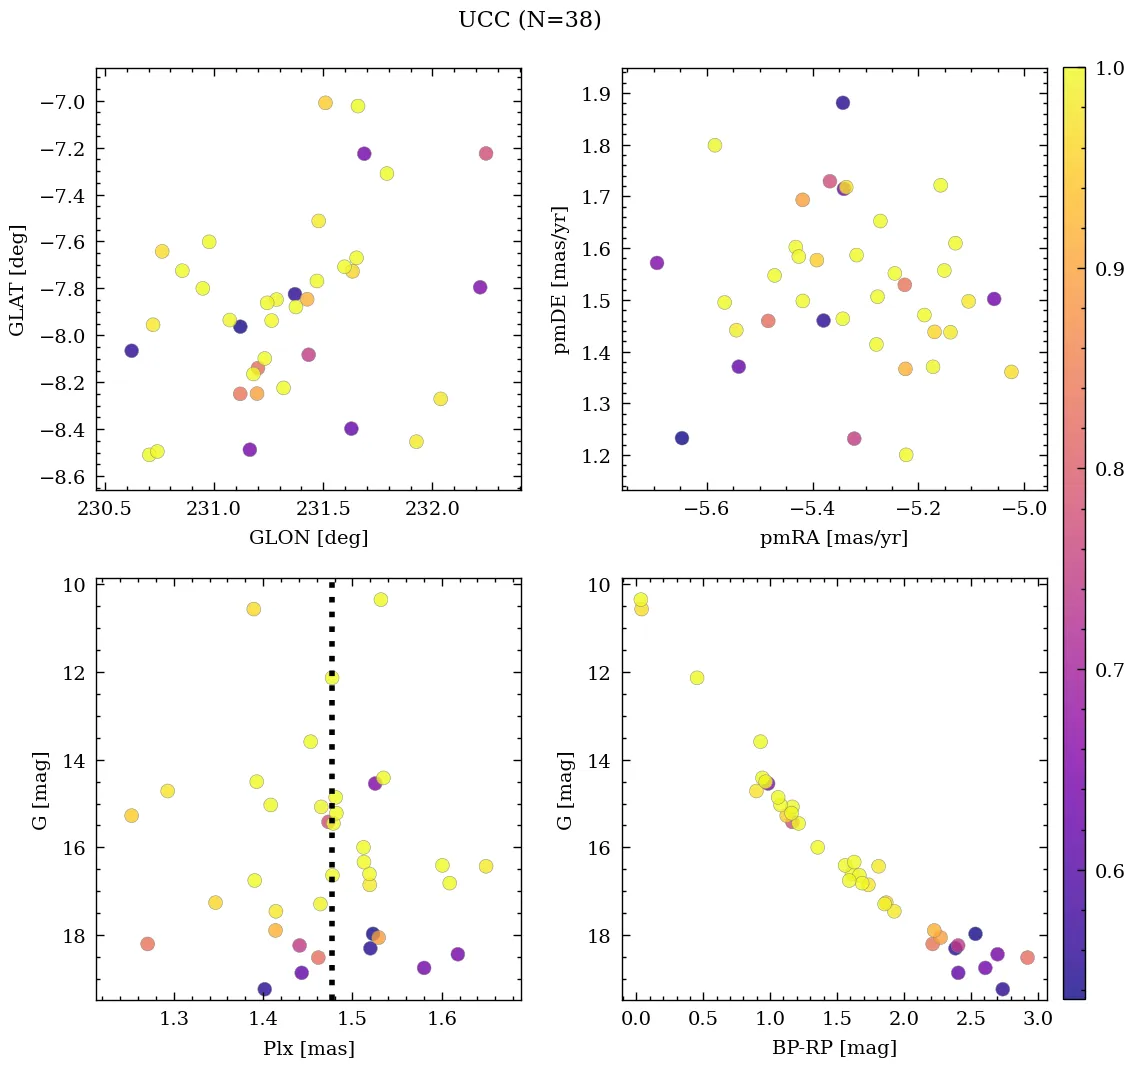 UCC (N=38)
−7.0
−7.2
−7.4
−7.6
−7.8
−8.0
−8.2
−8.4
−8.6
GLAT [deg]
230.5 231.0 231.5 232.0
GLON [deg]
1.9
1.8
1.7
1.6
1.5
1.4
1.3
1.2
pmDE [mas/yr]
−5.6 −5.4 −5.2 −5.0
pmRA [mas/yr]
10
12
14
16
18
G [mag]
1.3 1.4 1.5 1.6
Plx [mas]
10
12
14
16
18
G [mag]
0.0 0.5 1.0 1.5 2.0 2.5 3.0
BP-RP [mag]
1.0
0.9
0.8
0.7
0.6